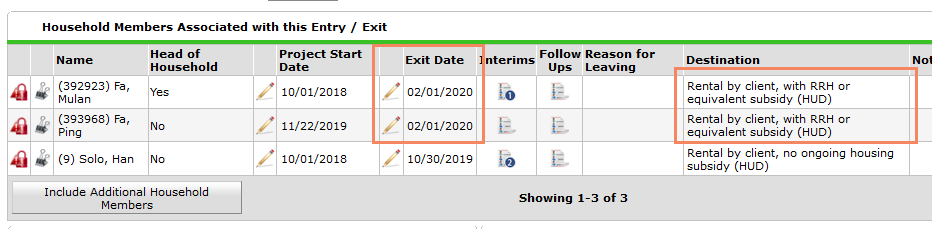 Household Members Associated with this Entry / Exit
Name Head of Household Project Start Date Exit Date Interims Follow Ups Reason for Leaving Destination Not
(392923) Fa, Mulan Yes 10/01/2018 02/01/2020 1 Rental by client, with RRH or equivalent subsidy (HUD)
(393968) Fa, Ping No 11/22/2019 02/01/2020 Rental by client, with RRH or equivalent subsidy (HUD)
(9) Solo, Han No 10/01/2018 10/30/2019 2 Rental by client, no ongoing housing subsidy (HUD)
Include Additional Household Members
Showing 1-3 of 3